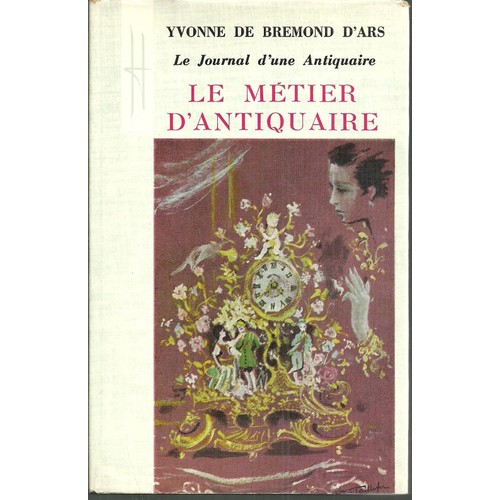 YVONNE DE BREMOND D'ARS
Le Journal d'une Antiquaire
LE MÉTIER
D'ANTIQUAIRE